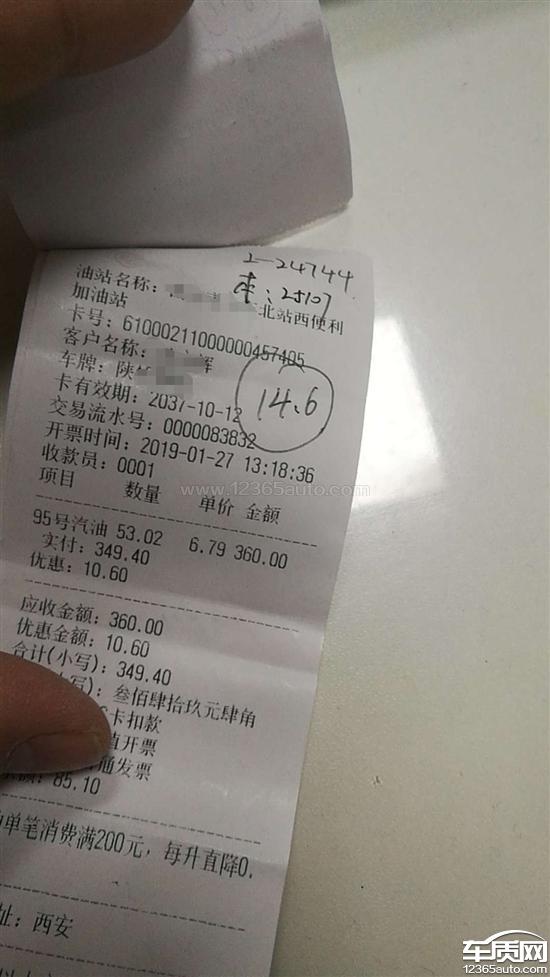 2-24744
本:25107
油站名称:
北站西便利
加油站
卡号:61000211000000457405
客户名称: 辉
14.6
车牌:陕
卡有效期:2037-10-12
交易流水号:0000083832
开票时间:2019-01-27 13:18:36
收款员:0001
项目 数量 单价 金额
www.12365auto.com
95号汽油 53.02 6.79 360.00
实付:349.40
优惠:10.60
应收金额:360.00
优惠金额:10.60
合计(小写):349.40
写):叁佰肆拾玖元肆角
卡扣款
值开票
通发票
额:85.10
单笔消费满200元,每升直降0.
址:西安
车质网
12365auto.com